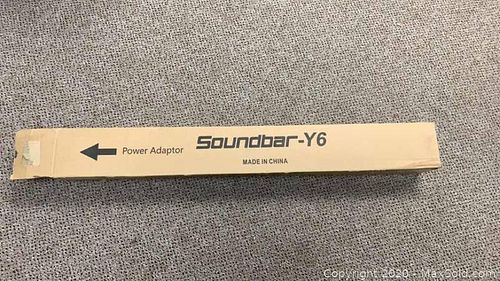 Power Adaptor
Soundbar-Y6
MADE IN CHINA
Copyright 2020 - MaxSold.com